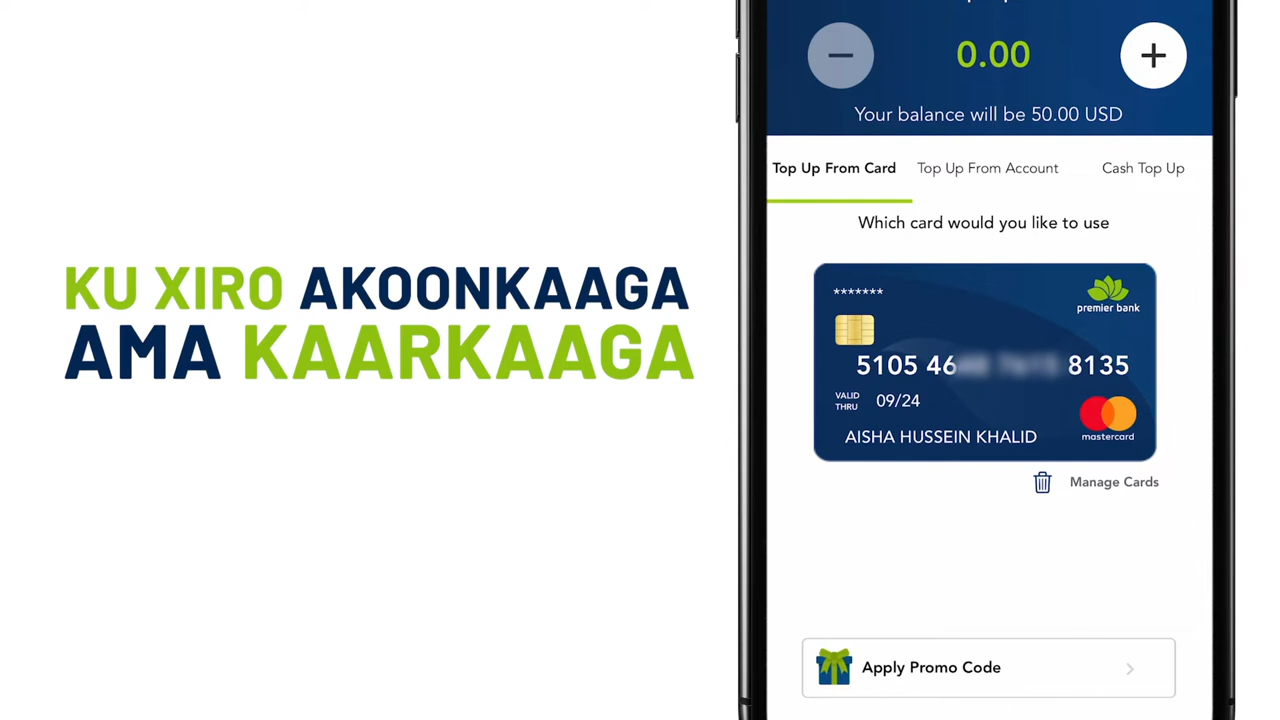 KU XIRO AKOONKAAGA
AMA KAARKAAGA
0.00
Your balance will be 50.00 USD
Top Up From Card Top Up From Account Cash Top Up
Which card would you like to use
*******
premier bank
5105 46 8135
VALID THRU 09/24
AISHA HUSSEIN KHALID
mastercard
Manage Cards
Apply Promo Code